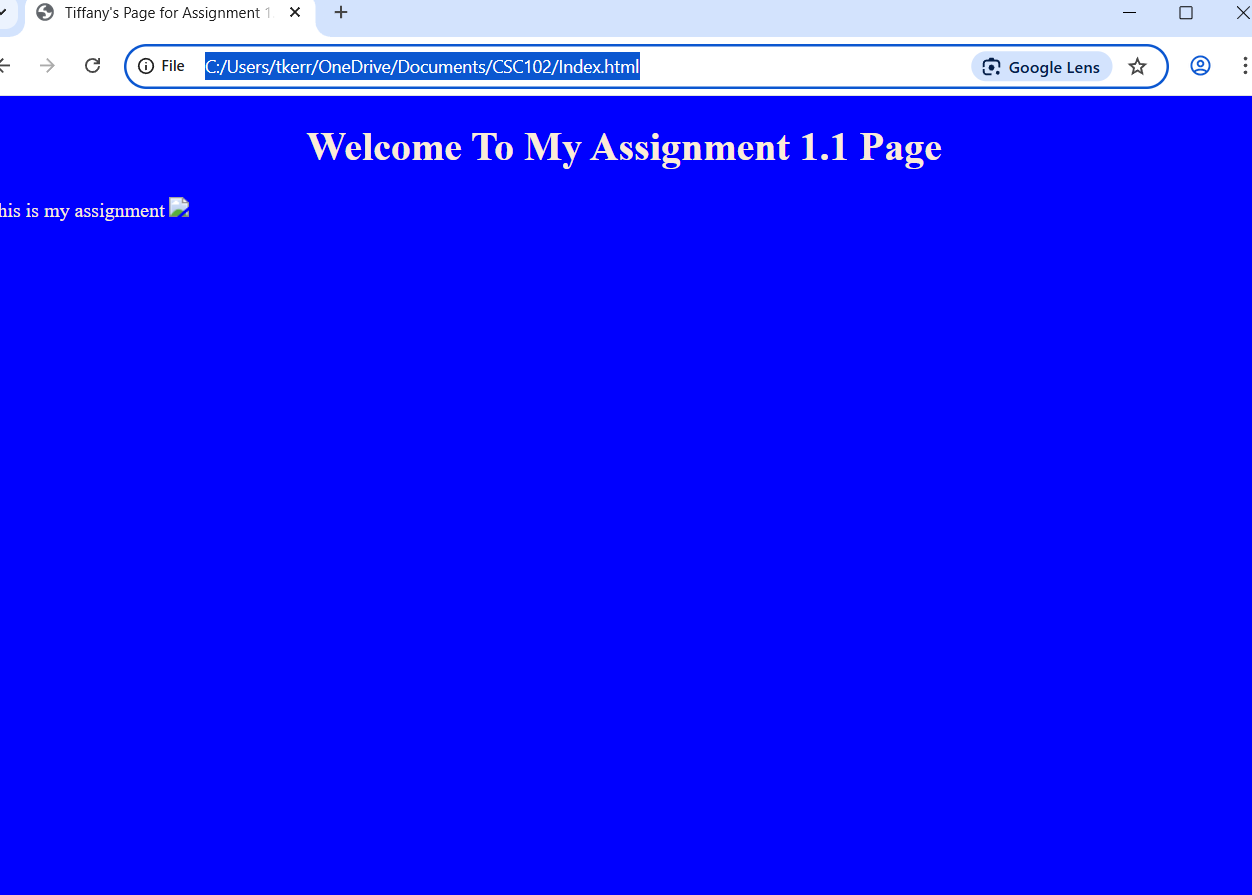 Tiffany's Page for Assignment 1
File C:/Users/tkerr/OneDrive/Documents/CSC102/Index.html Google Lens
Welcome To My Assignment 1.1 Page
his is my assignment